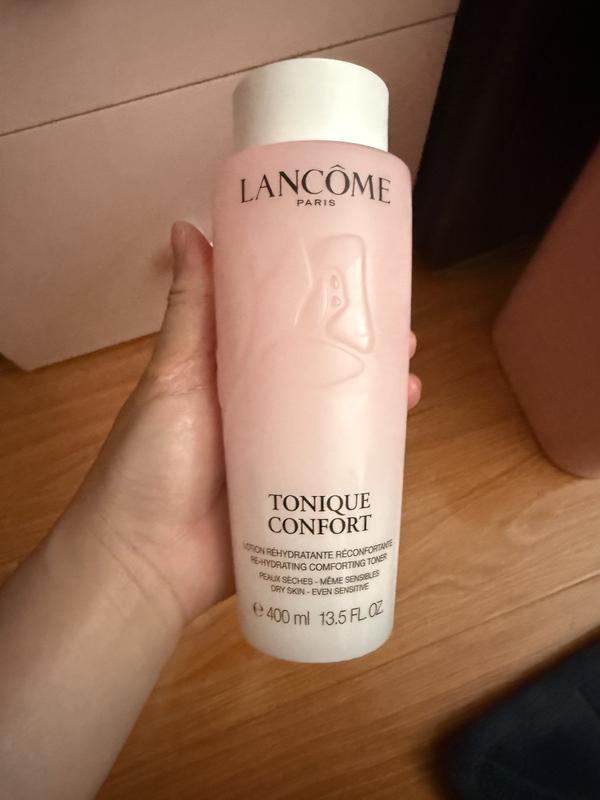 LANCÔME
PARIS
TONIQUE
CONFORT
LOTION RÉHYDRATANTE RÉCONFORTANTE
RE-HYDRATING COMFORTING TONER
PEAUX SÈCHES - MÊME SENSIBLES
DRY SKIN - EVEN SENSITIVE
℮ 400 ml 13.5 FL.OZ